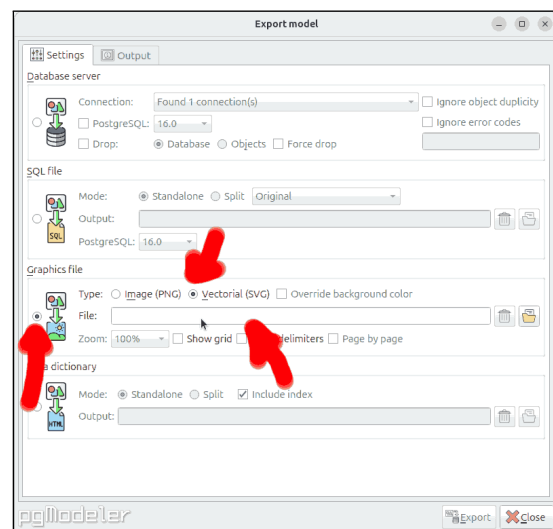 Export model
Settings Output
Database server
Connection: Found 1 connection(s) Ignore object duplicity
PostgreSQL: 16.0 Ignore error codes
Drop: Database Objects Force drop
SQL file
Mode: Standalone Split Original
Output:
PostgreSQL: 16.0
SQL
Graphics file
Type: Image (PNG) Vectorial (SVG) Override background color
File:
Zoom: 100% Show grid delimiters Page by page
dictionary
Mode: Standalone Split Include index
Output:
HTML
pgModeler Export Close